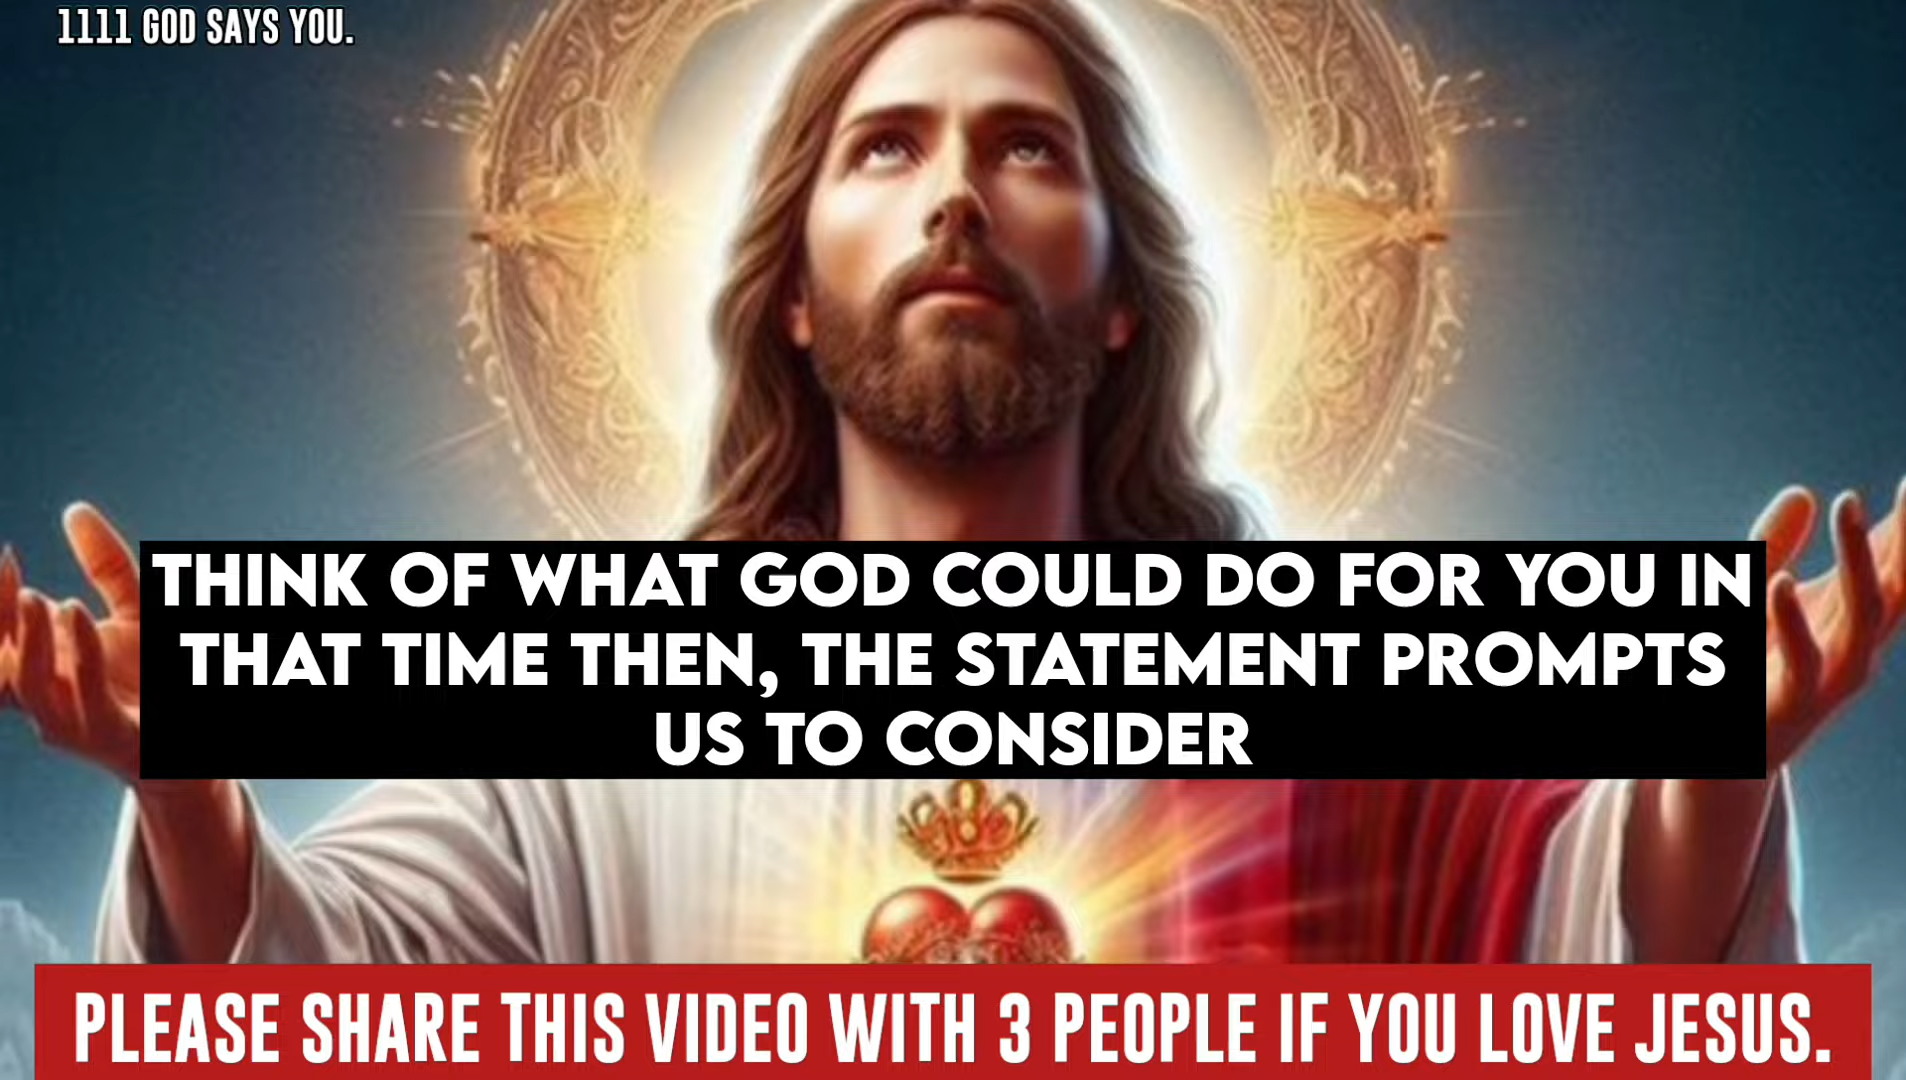 1111 GOD SAYS YOU.
THINK OF WHAT GOD COULD DO FOR YOU IN
THAT TIME THEN, THE STATEMENT PROMPTS
US TO CONSIDER
PLEASE SHARE THIS VIDEO WITH 3 PEOPLE IF YOU LOVE JESUS.